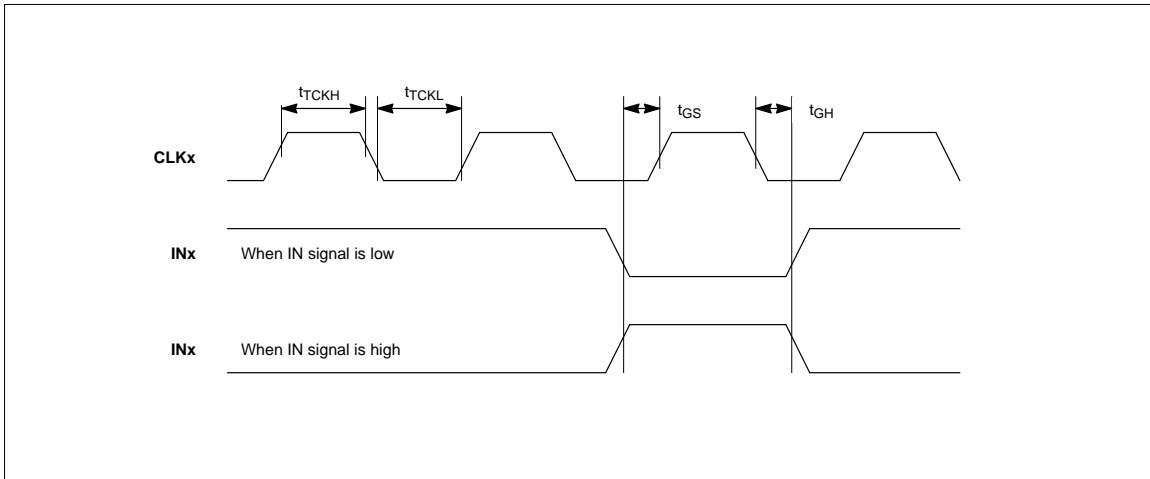 tTCKH
tTCKL
tGS
tGH
CLKx
INx When IN signal is low
INx When IN signal is high